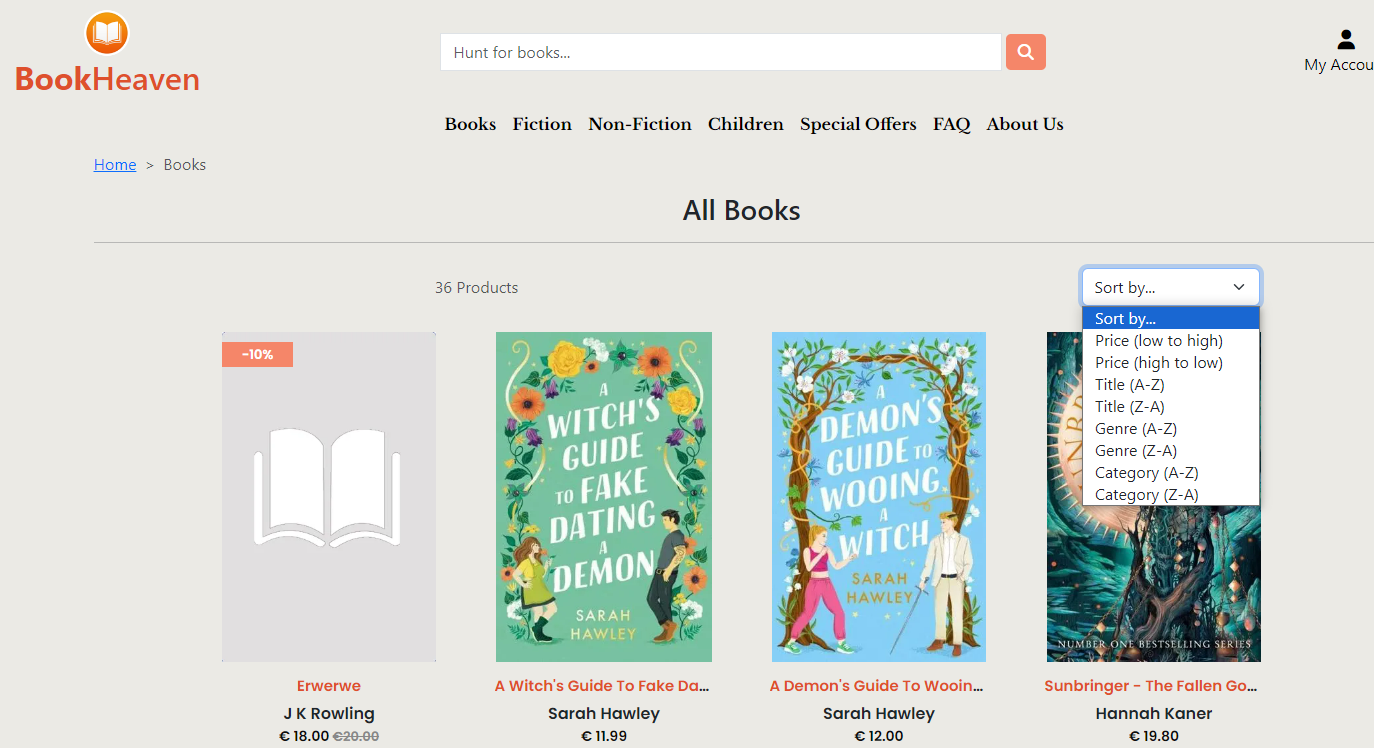 BookHeaven
Hunt for books...
My Accou
Books Fiction Non-Fiction Children Special Offers FAQ About Us
Home > Books
All Books
36 Products
Sort by...
Sort by...
Price (low to high)
Price (high to low)
Title (A-Z)
Title (Z-A)
Genre (A-Z)
Genre (Z-A)
Category (A-Z)
Category (Z-A)
-10%
A
WITCH'S
GUIDE
TO FAKE
DATING
A
DEMON
SARAH
HAWLEY
A
DEMON'S
GUIDE TO
WOOING
A
WITCH
SARAH
HAWLEY
NUMBER ONE BESTSELLING SERIES
Erwerwe
J K Rowling
€ 18.00 €20.00
A Witch's Guide To Fake Da...
Sarah Hawley
€ 11.99
A Demon's Guide To Wooin...
Sarah Hawley
€ 12.00
Sunbringer - The Fallen Go...
Hannah Kaner
€ 19.80